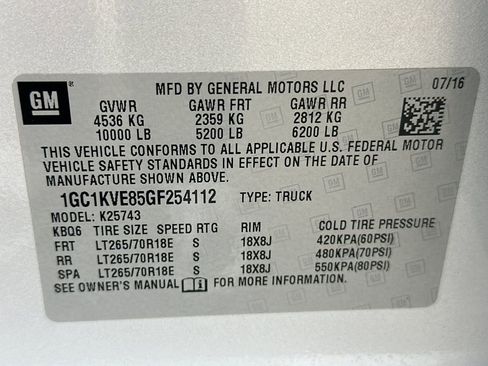 GM
MFD BY GENERAL MOTORS LLC 07/16
GVWR GAWR FRT GAWR RR
4536 KG 2359 KG 2812 KG
10000 LB 5200 LB 6200 LB
THIS VEHICLE CONFORMS TO ALL APPLICABLE U.S. FEDERAL MOTOR
VEHICLE SAFETY STANDARDS IN EFFECT ON THE DATE OF
MANUFACTURE SHOWN ABOVE.
1GC1KVE85GF254112 TYPE: TRUCK
MODEL: K25743
KBQ6 TIRE SIZE SPEED RTG RIM COLD TIRE PRESSURE
FRT LT265/70R18E S 18X8J 420KPA(60PSI)
RR LT265/70R18E S 18X8J 480KPA(70PSI)
SPA LT265/70R18E S 18X8J 550KPA(80PSI)
SEE OWNER'S MANUAL FOR MORE INFORMATION.